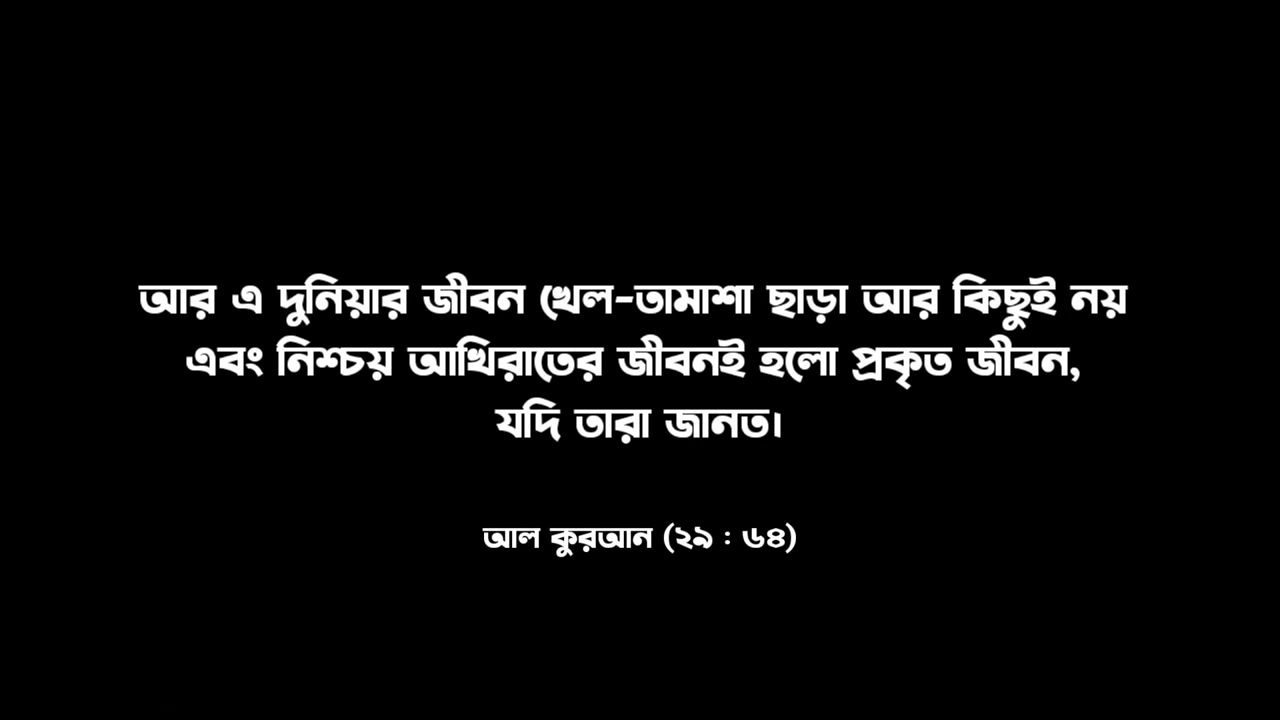 আর এ দুনিয়ার জীবন খেল-তামাশা ছাড়া আর কিছুই নয়
এবং নিশ্চয় আখিরাতের জীবনই হলো প্রকৃত জীবন,
যদি তারা জানত।
আল কুরআন (২৯ : ৬৪)